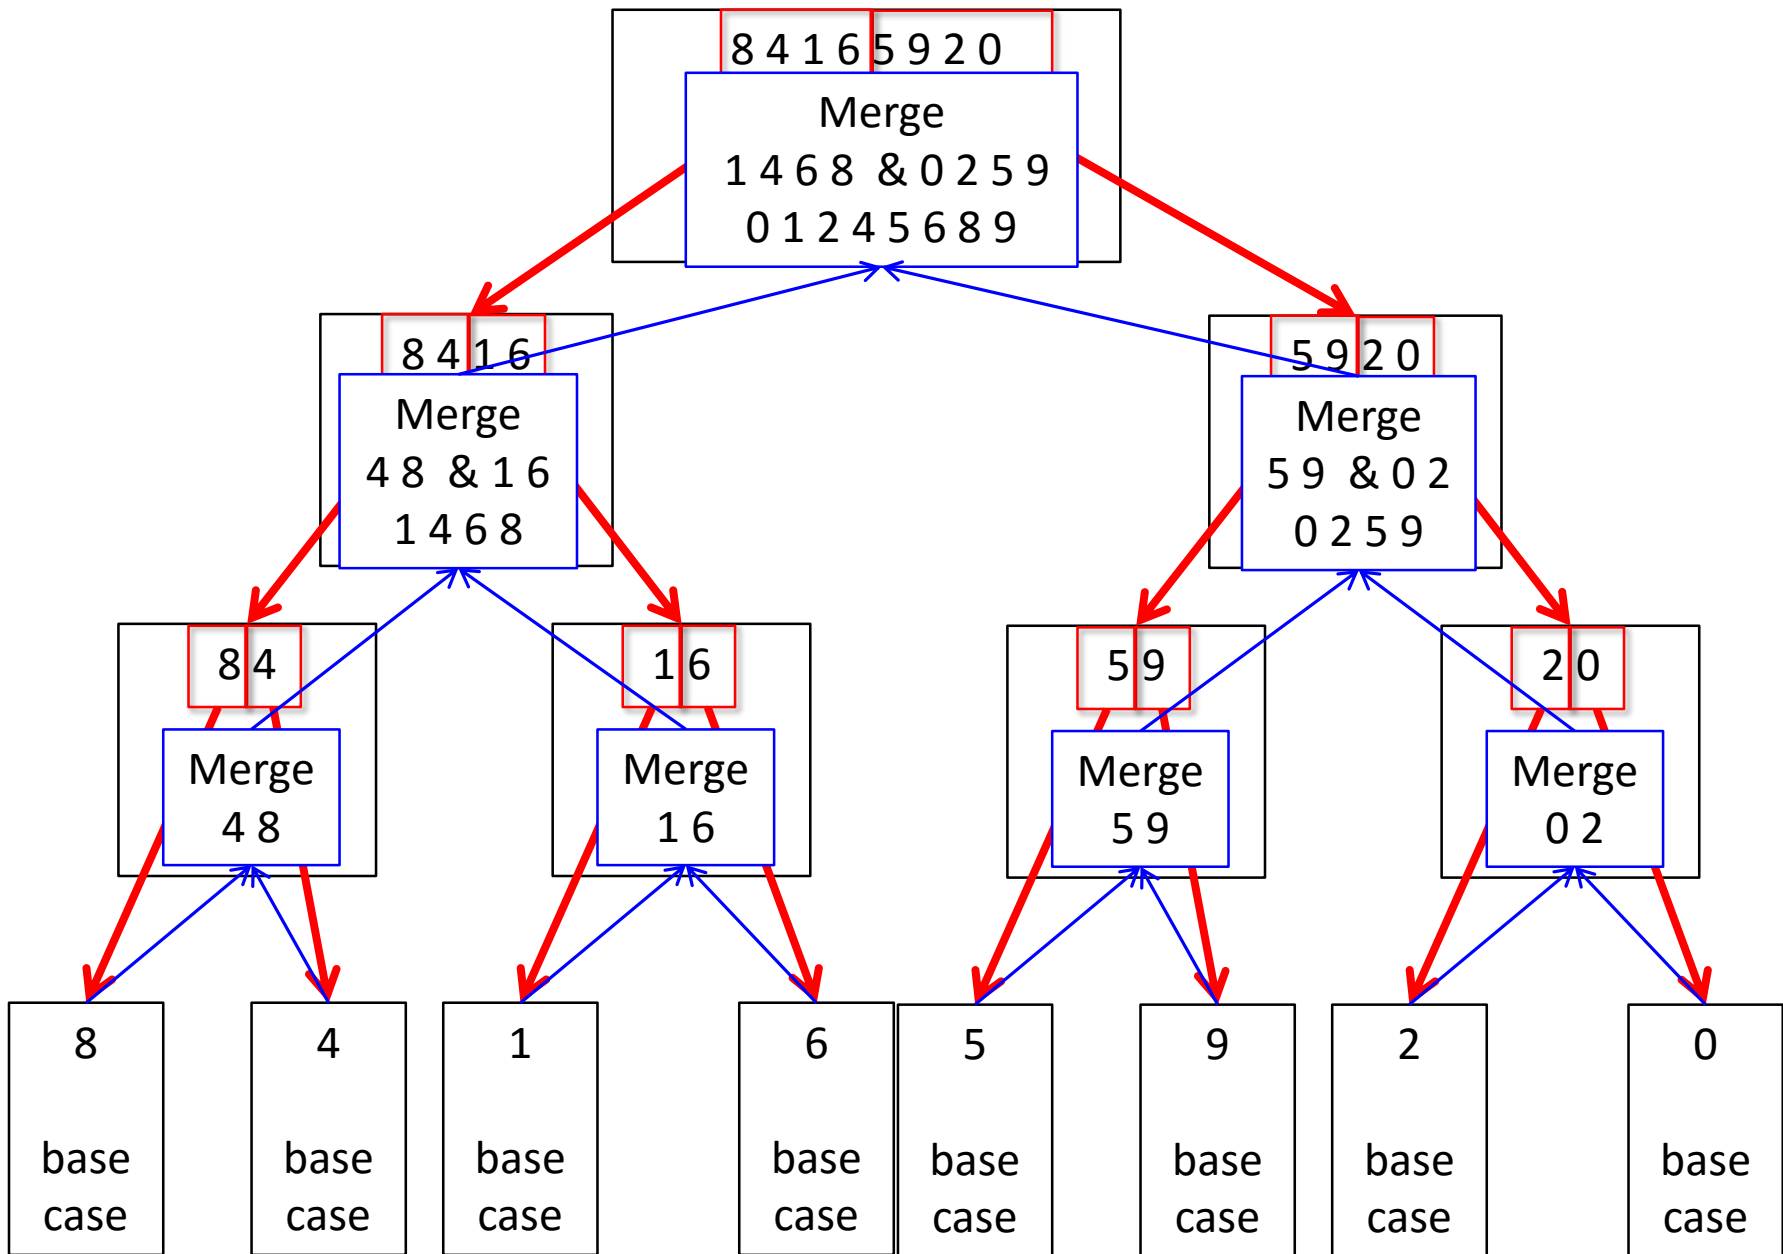 8 4 1 6 5 9 2 0
Merge
1 4 6 8 & 0 2 5 9
0 1 2 4 5 6 8 9
8 4 1 6
Merge
4 8 & 1 6
1 4 6 8
5 9 2 0
Merge
5 9 & 0 2
0 2 5 9
8 4
Merge
4 8
1 6
Merge
1 6
5 9
Merge
5 9
2 0
Merge
0 2
8
base
case
4
base
case
1
base
case
6
base
case
5
base
case
9
base
case
2
base
case
0
base
case